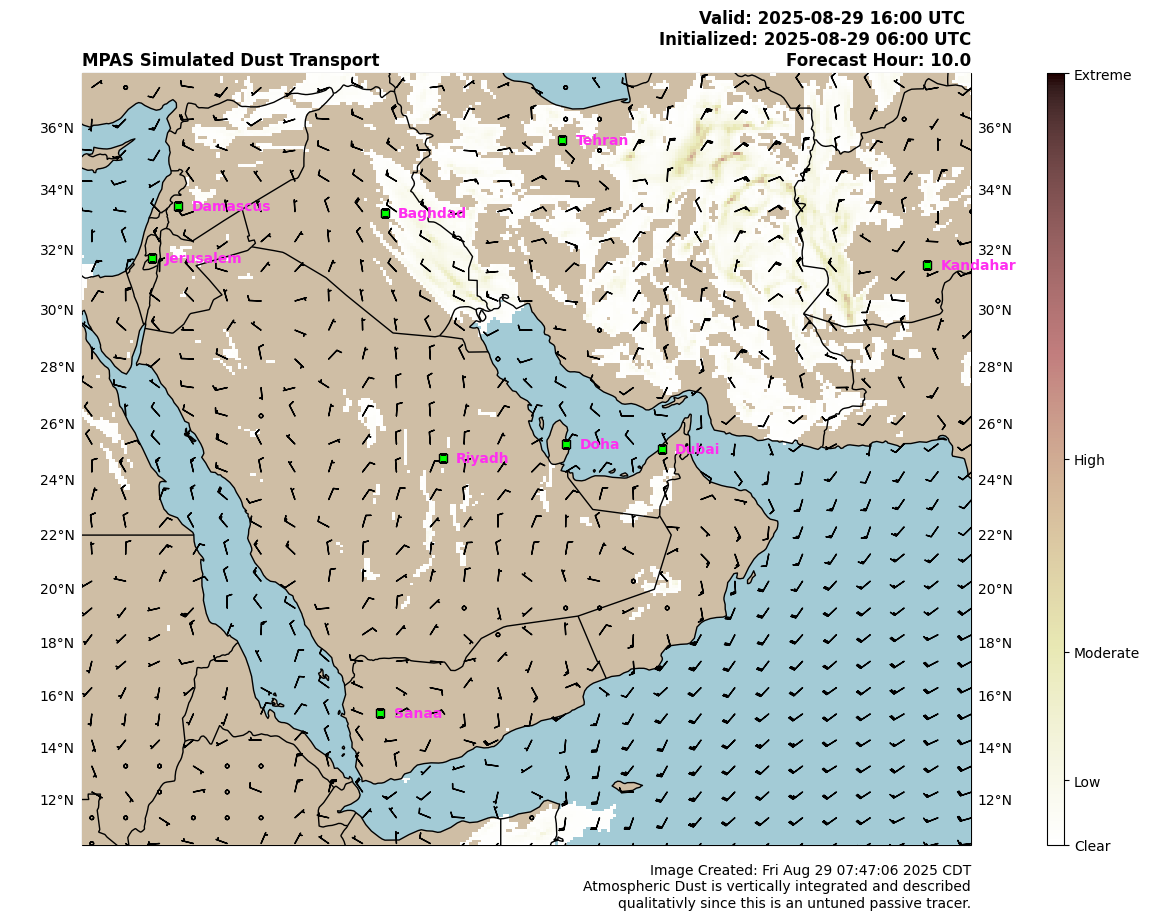 Valid: 2025-08-29 16:00 UTC
Initialized: 2025-08-29 06:00 UTC
MPAS Simulated Dust Transport Forecast Hour: 10.0
Extreme
36°N Tehran 36°N
34°N Damascus Baghdad 34°N
32°N Jerusalem Kandahar 32°N
30°N 30°N
28°N 28°N
26°N Doha Dubai 26°N
Riyadh High
24°N 24°N
22°N 22°N
20°N 20°N
18°N 18°N
Moderate
16°N Sanaa 16°N
14°N 14°N
12°N 12°N
Low
Clear
Image Created: Fri Aug 29 07:47:06 2025 CDT
Atmospheric Dust is vertically integrated and described
qualitativly since this is an untuned passive tracer.